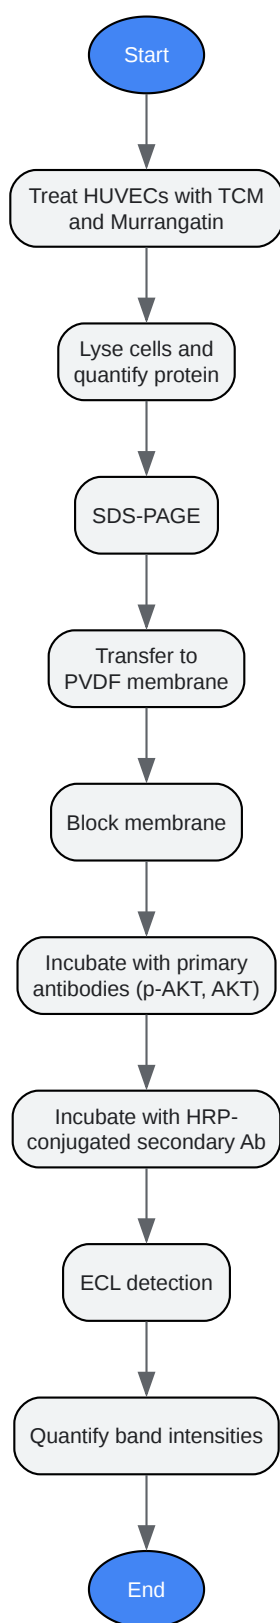 Start
Treat HUVECs with TCM
and Murrangatin
Lyse cells and
quantify protein
SDS-PAGE
Transfer to
PVDF membrane
Block membrane
Incubate with primary
antibodies (p-AKT, AKT)
Incubate with HRP-
conjugated secondary Ab
ECL detection
Quantify band intensities
End